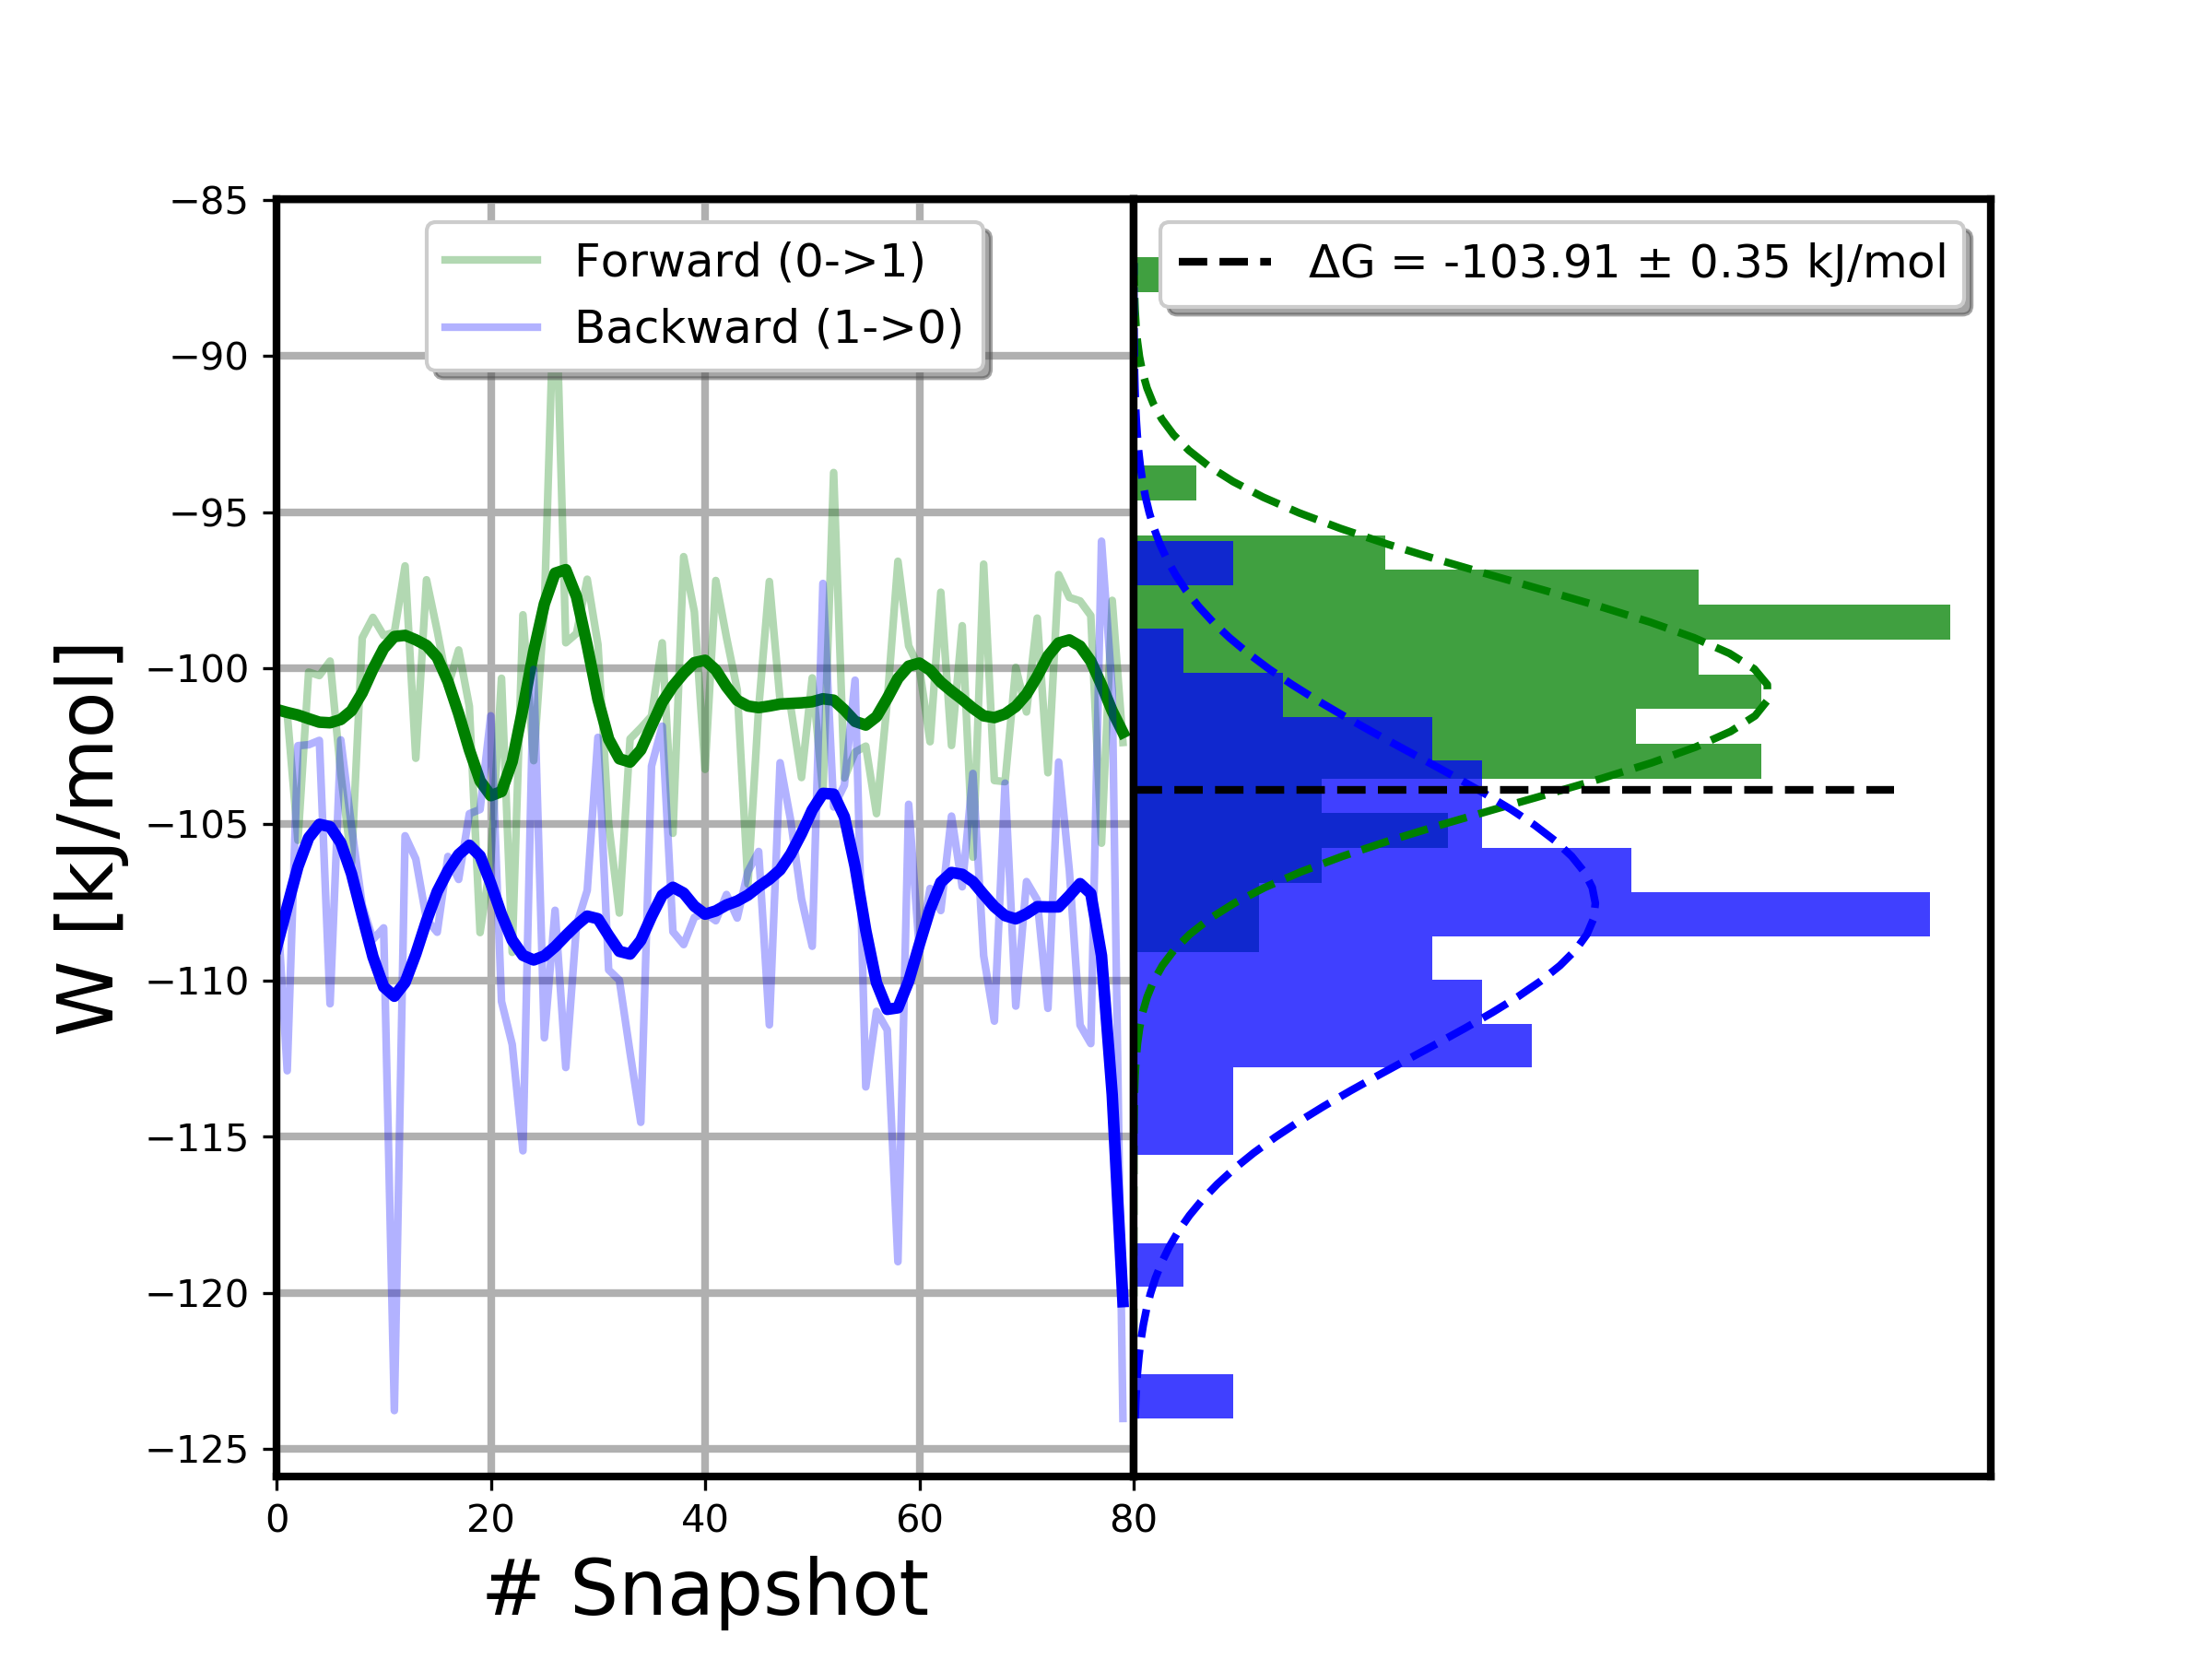 −85
−90
−95
−100
−105
−110
−115
−120
−125
W [kJ/mol]
Forward (0->1)
Backward (1->0)
ΔG = -103.91 ± 0.35 kJ/mol
0 20 40 60 80
# Snapshot